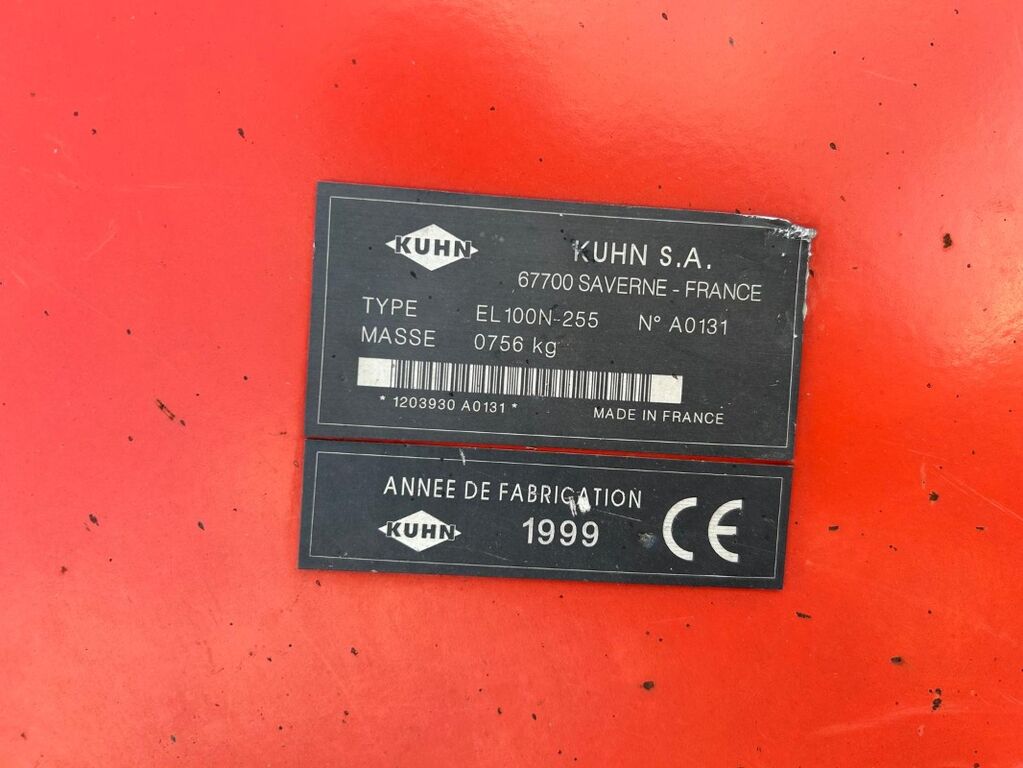 KUHN
KUHN S.A.
67700 SAVERNE - FRANCE
TYPE EL100N-255 N° A0131
MASSE 0756 kg
* 1203930 A0131 *
MADE IN FRANCE
ANNEE DE FABRICATION
KUHN 1999 CE